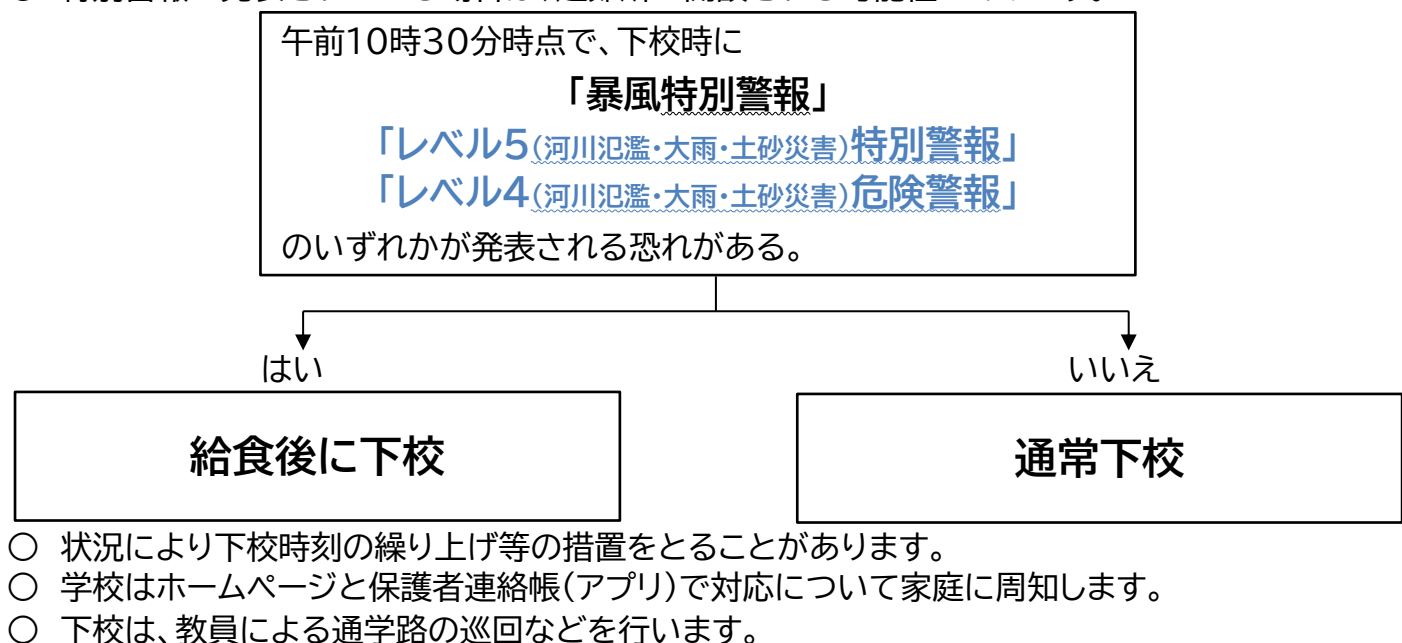 午前10時30分時点で、下校時に
「暴風特別警報」
「レベル5(河川氾濫・大雨・土砂災害)特別警報」
「レベル4(河川氾濫・大雨・土砂災害)危険警報」
のいずれかが発表される恐れがある。
はい
いいえ
給食後に下校
通常下校
○ 状況により下校時刻の繰り上げ等の措置をとることがあります。
○ 学校はホームページと保護者連絡帳(アプリ)で対応について家庭に周知します。
○ 下校は、教員による通学路の巡回などを行います。